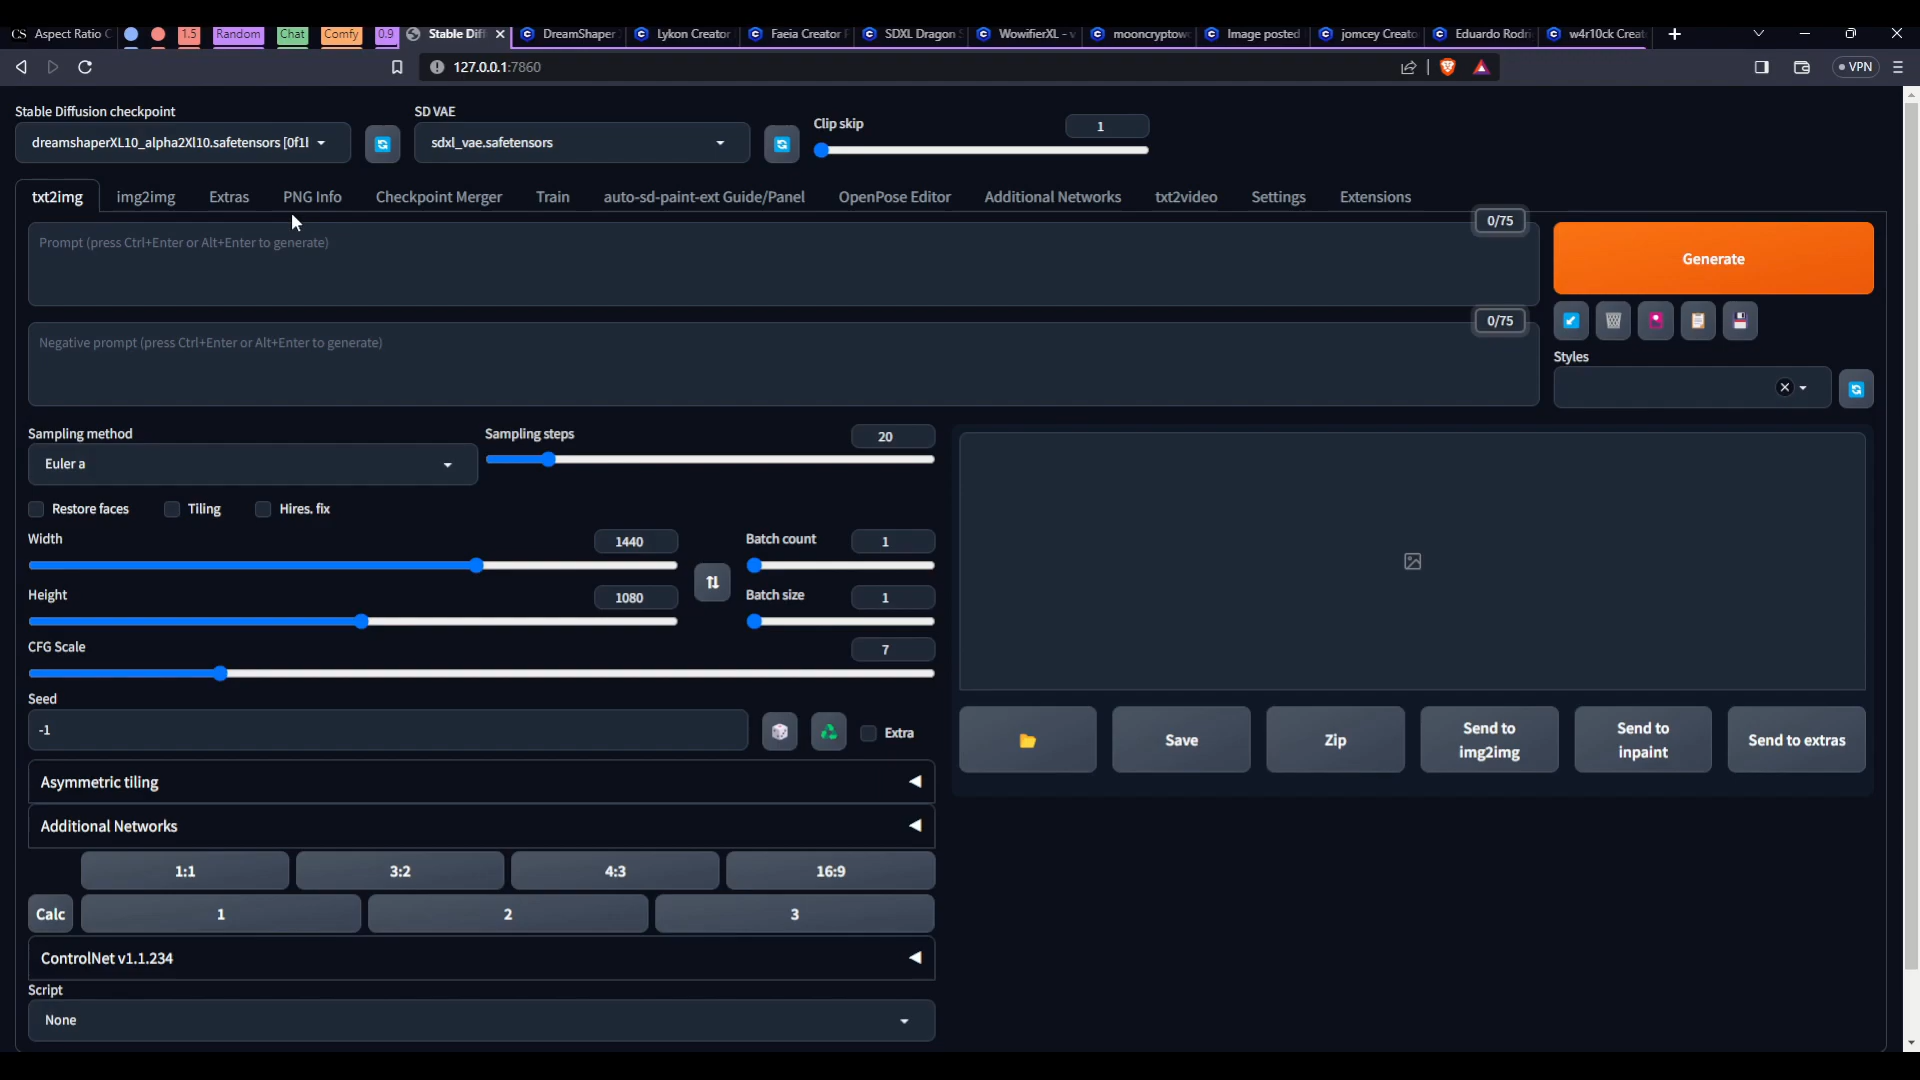 CS Aspect Ratio C
1.5
Random
Chat
Comfy
0.9
Stable Diff
DreamShaper
Lykon Creator
Faeia Creator P
SDXL Dragon S
WowifierXL - v
mooncryptow
Image posted
jomcey Creato
Eduardo Rodri
w4r10ck Creat
127.0.0.1:7860
VPN
Stable Diffusion checkpoint
dreamshaperXL10_alpha2Xl10.safetensors [0f1l
SD VAE
sdxl_vae.safetensors
Clip skip
1
txt2img
img2img
Extras
PNG Info
Checkpoint Merger
Train
auto-sd-paint-ext Guide/Panel
OpenPose Editor
Additional Networks
txt2video
Settings
Extensions
Prompt (press Ctrl+Enter or Alt+Enter to generate)
0/75
Negative prompt (press Ctrl+Enter or Alt+Enter to generate)
0/75
Generate
Styles
Sampling method
Euler a
Sampling steps
20
Restore faces
Tiling
Hires. fix
Width
1440
Batch count
1
Height
1080
Batch size
1
CFG Scale
7
Seed
-1
Extra
Asymmetric tiling
Additional Networks
1:1
3:2
4:3
16:9
Calc
1
2
3
ControlNet v1.1.234
Script
None
Save
Zip
Send to
img2img
Send to
inpaint
Send to extras